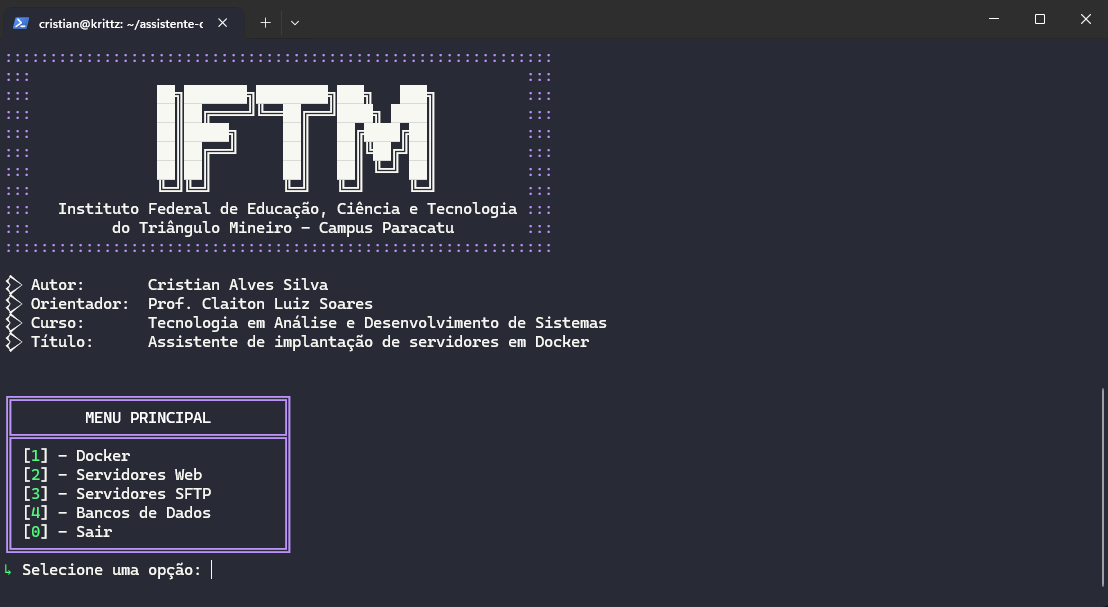 cristian@krittz: ~/assistente-c
IFTM
Instituto Federal de Educação, Ciência e Tecnologia
do Triângulo Mineiro - Campus Paracatu
Autor: Cristian Alves Silva
Orientador: Prof. Claiton Luiz Soares
Curso: Tecnologia em Análise e Desenvolvimento de Sistemas
Título: Assistente de implantação de servidores em Docker
MENU PRINCIPAL
[1] - Docker
[2] - Servidores Web
[3] - Servidores SFTP
[4] - Bancos de Dados
[0] - Sair
↳ Selecione uma opção: